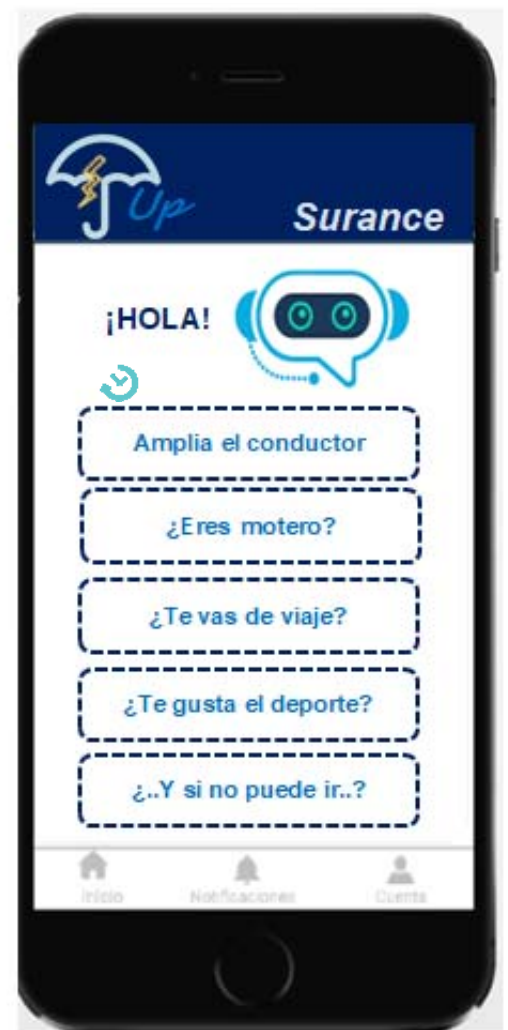 Up
Surance
¡HOLA!
Amplia el conductor
¿Eres motero?
¿Te vas de viaje?
¿Te gusta el deporte?
¿..Y si no puede ir..?
Inicio
Notificaciones
Cuenta